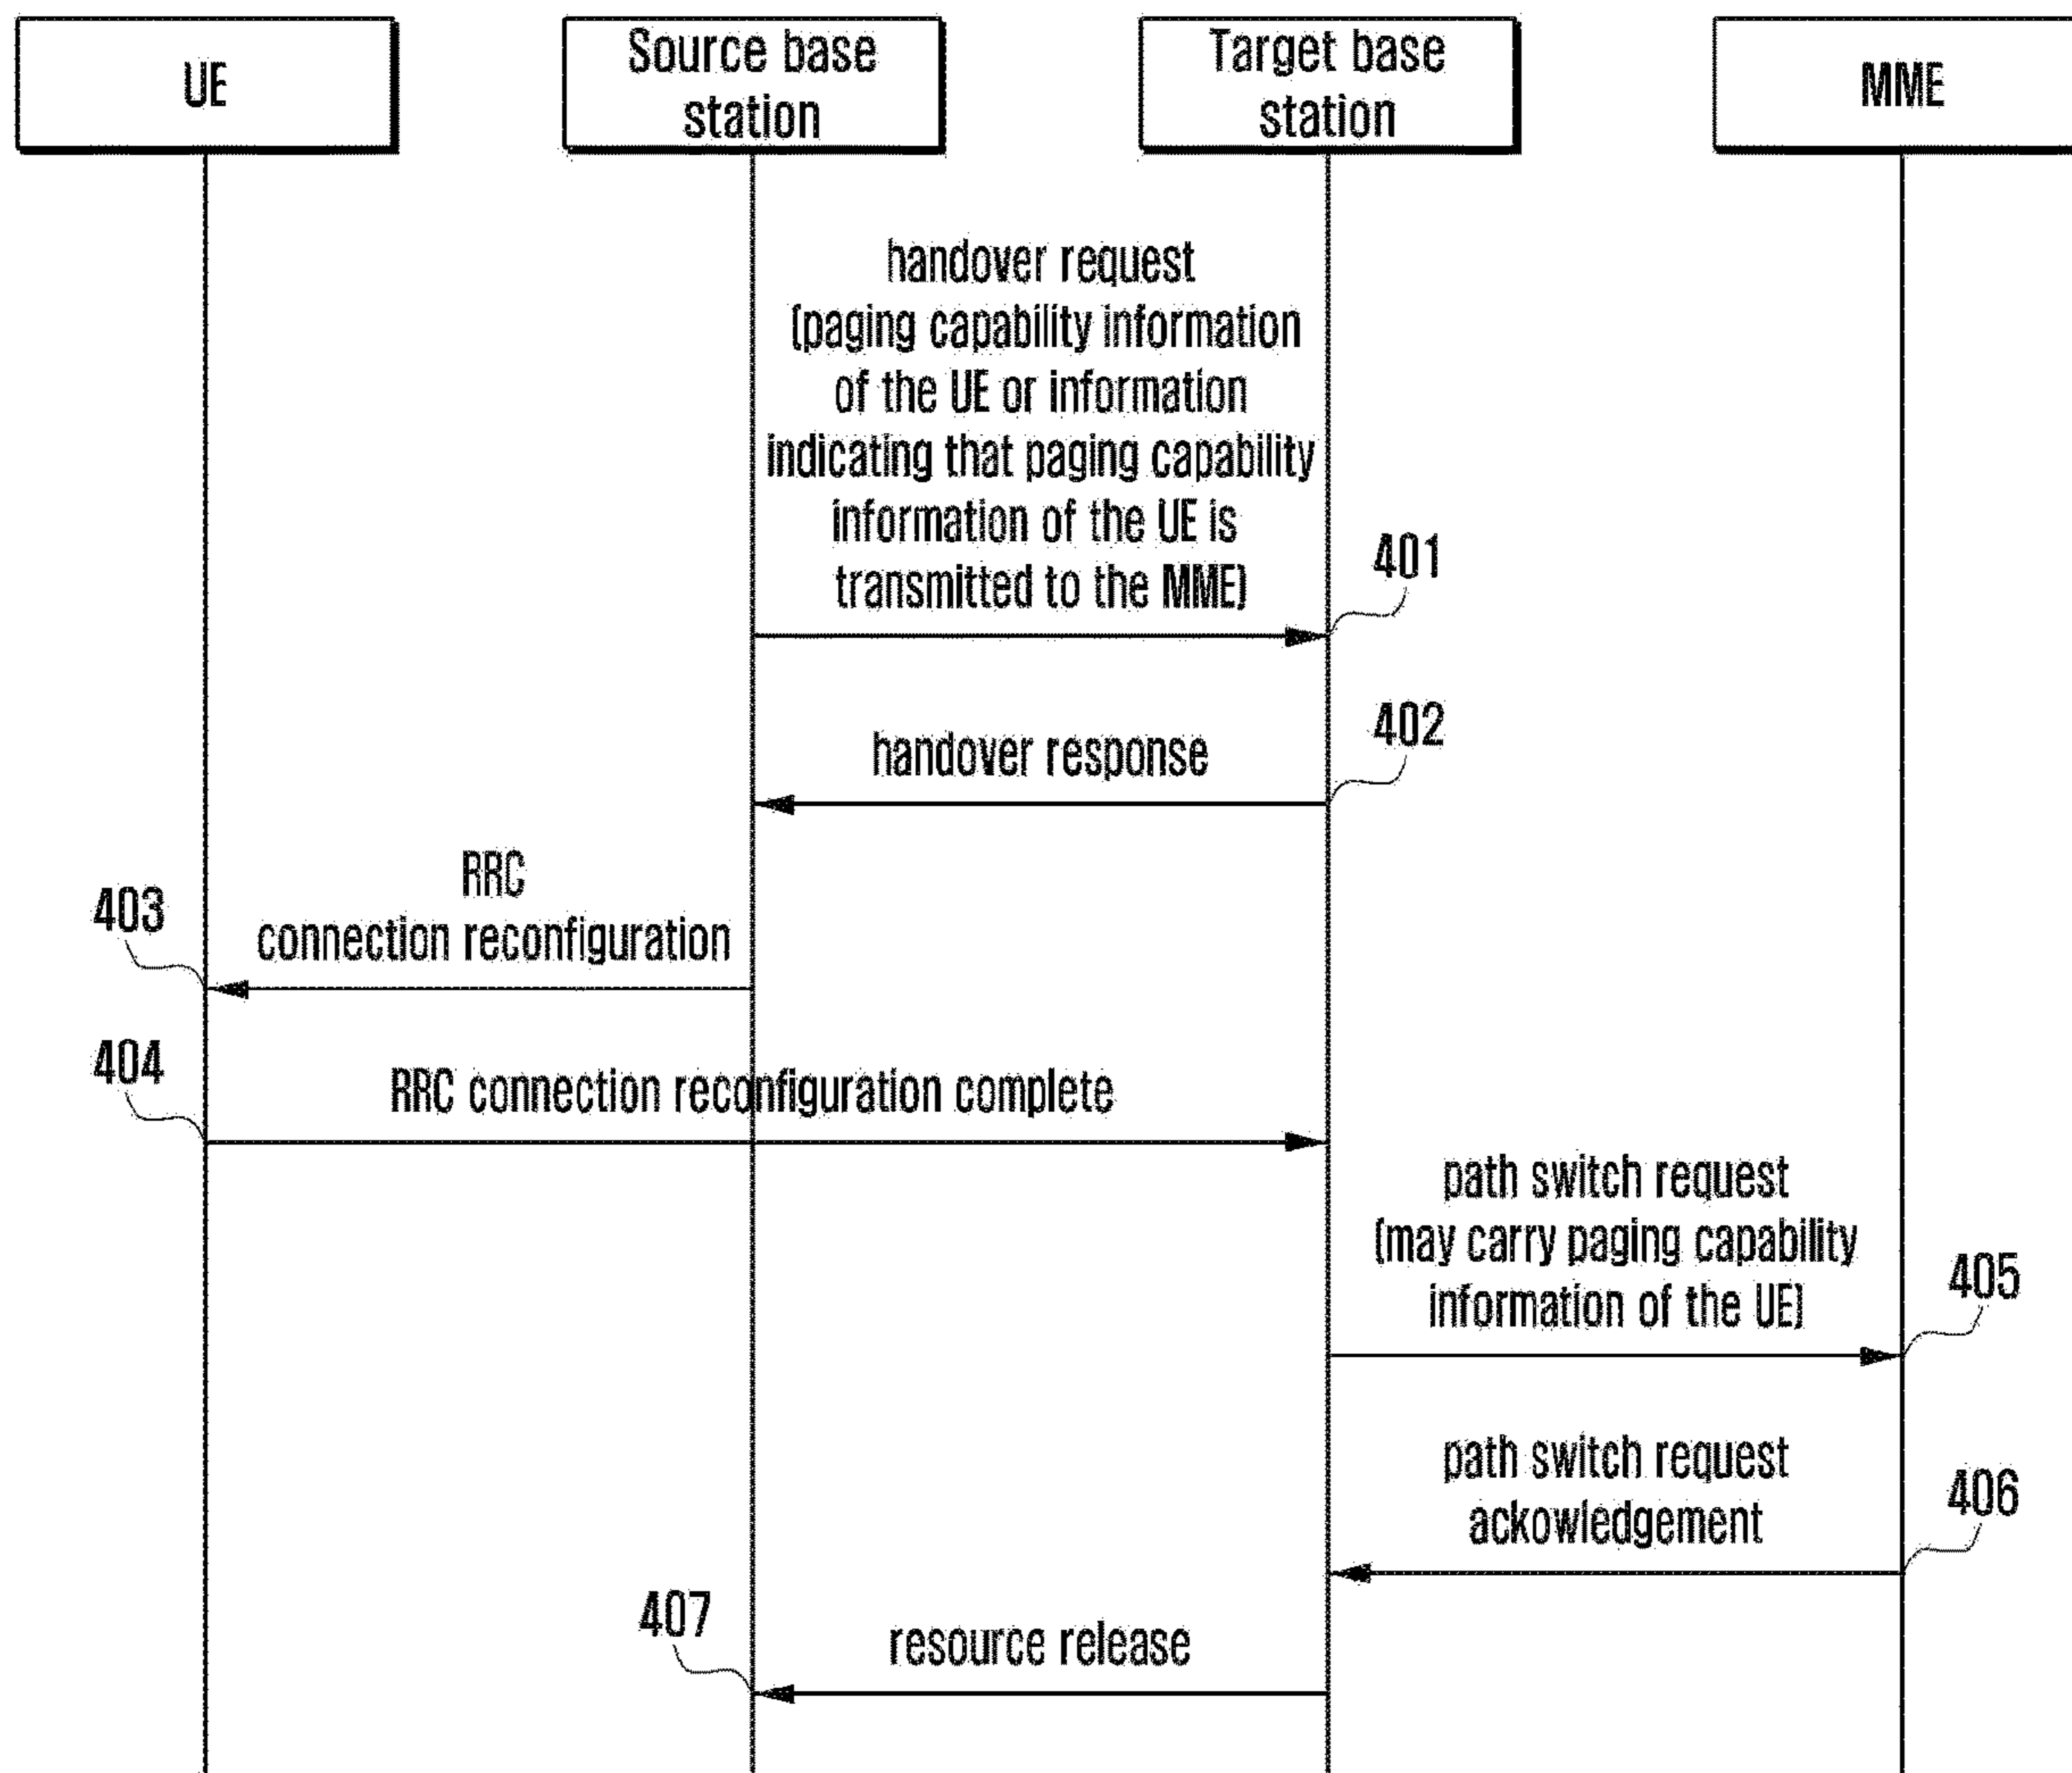 UE
Source base
station
Target base
station
MME
handover request
(paging capability information
of the UE or information
indicating that paging capability
information of the UE is
transmitted to the MME)
401
402
handover response
RRC
connection reconfiguration
403
404
RRC connection reconfiguration complete
path switch request
(may carry paging capability
information of the UE)
405
path switch request
ackowledgement
406
407
resource release